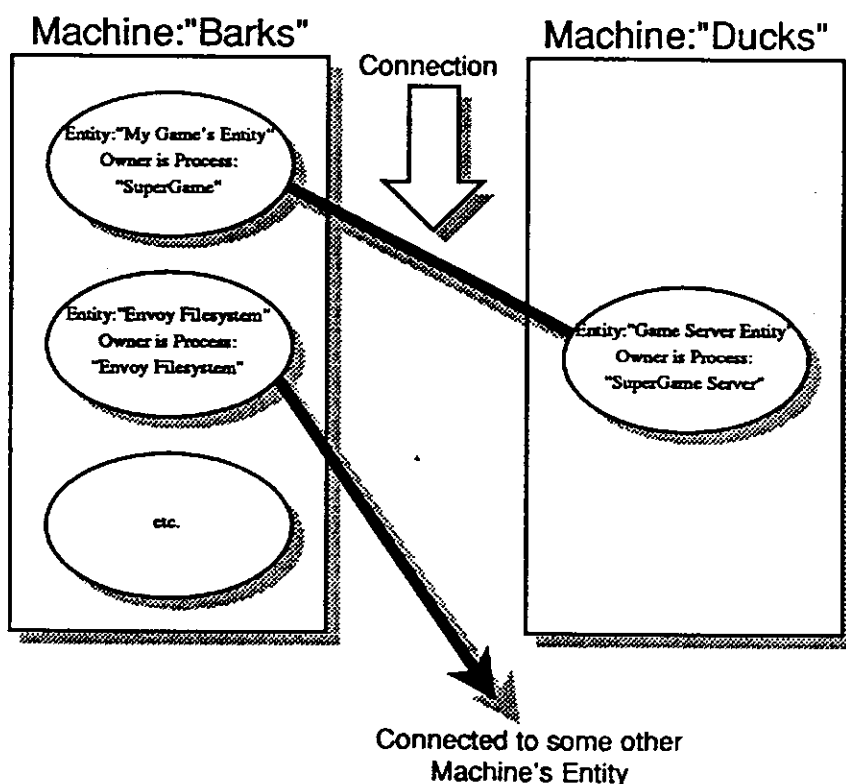 Machine:"Barks"
Machine:"Ducks"
Connection
Entity:"My Game's Entity"
Owner is Process:
"SuperGame"
Entity:"Envoy Filesystem"
Owner is Process:
"Envoy Filesystem"
Entity:"Game Server Entity"
Owner is Process:
"SuperGame Server"
etc.
Connected to some other
Machine's Entity